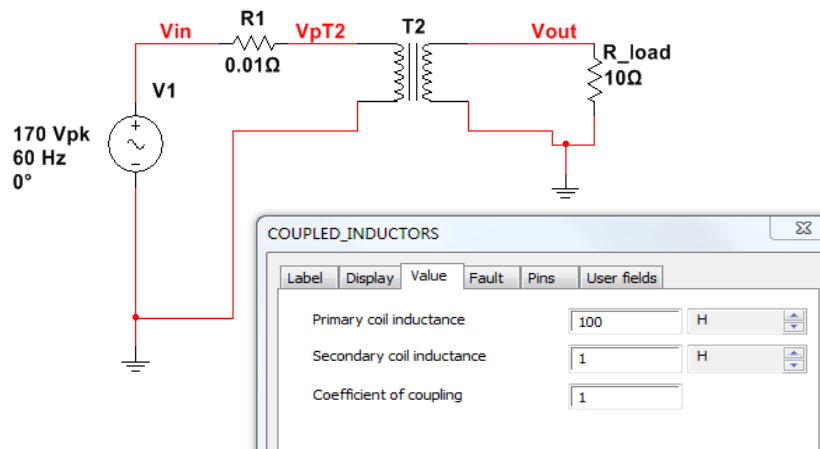 R1
Vin
VpT2
T2
Vout
0.01Ω
R_load
10Ω
V1
170 Vpk
60 Hz
0°
COUPLED_INDUCTORS
Label Display Value Fault Pins User fields
Primary coil inductance 100 H
Secondary coil inductance 1 H
Coefficient of coupling 1